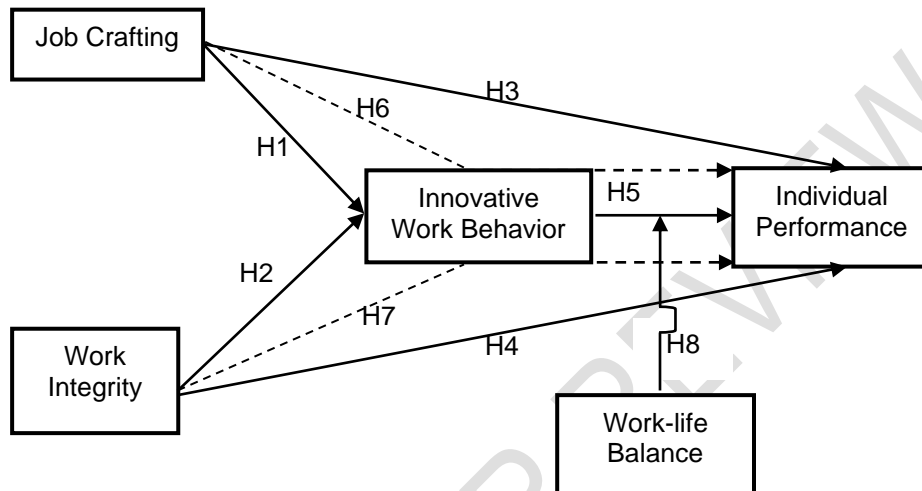 Job Crafting
H3
H6
H1
Innovative
Work Behavior
H5
Individual
Performance
H2
H7
H4
H8
Work
Integrity
Work-life
Balance